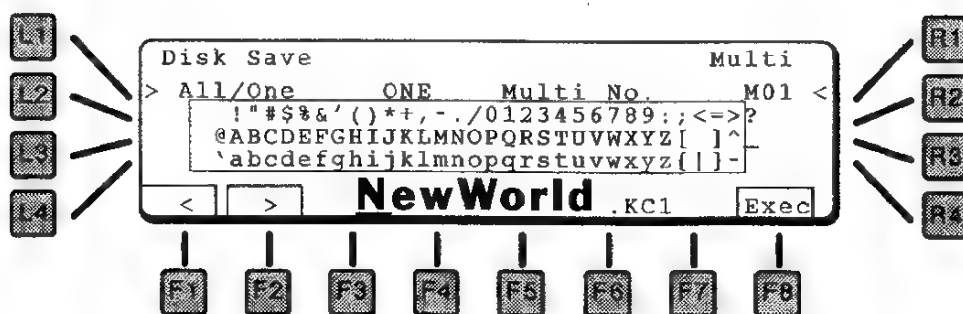 L1 R1
Disk Save Multi
> All/One ONE Multi No. M01 <
L2 R2
!"#$%&'()*+,-./0123456789:;<=>?
@ABCDEFGHIJKLMNOPQRSTUVWXYZ[ ]^_
L3 R3
`abcdefghijklmnopqrstuvwxyz{|}-
L4 < > NewWorld .KC1 Exec R4
F1 F2 F3 F4 F5 F6 F7 F8